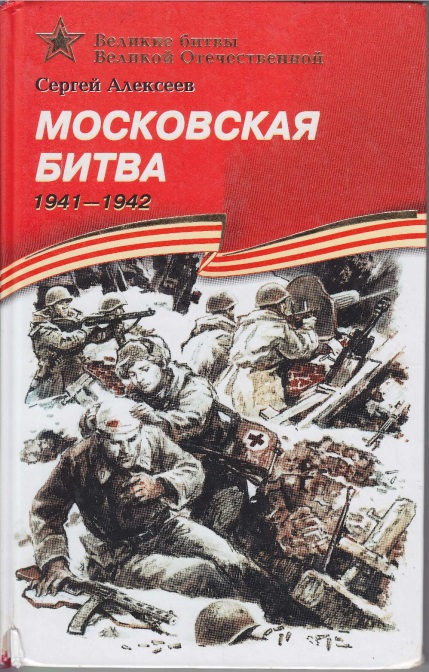 Великие битвы
Великой Отечественной
Сергей Алексеев
МОСКОВСКАЯ
БИТВА
1941—1942